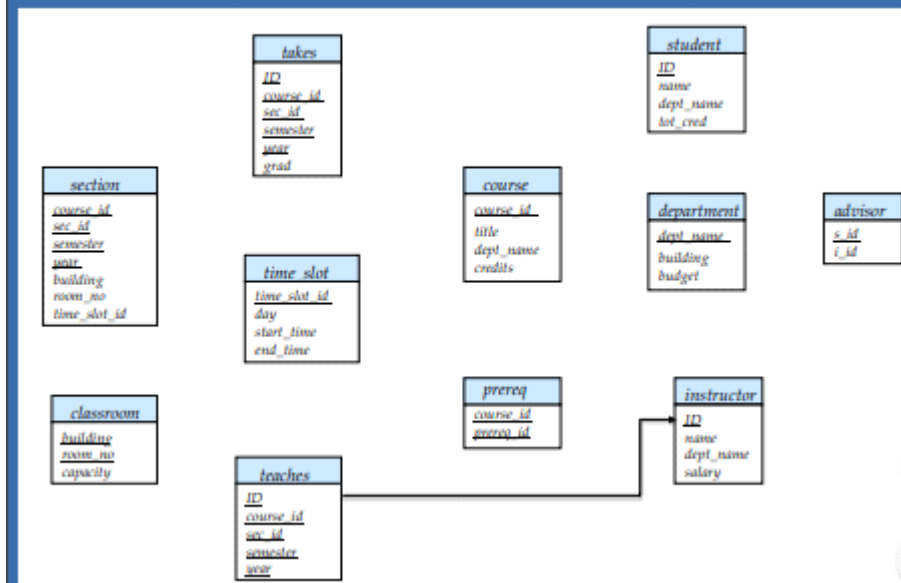 takes
ID
course_id
sec_id
semester
year
grad
student
ID
name
dept_name
tot_cred
section
course_id
sec_id
semester
year
building
room_no
time_slot_id
course
course_id
title
dept_name
credits
department
dept_name
building
budget
advisor
s_id
i_id
time_slot
time_slot_id
day
start_time
end_time
classroom
building
room_no
capacity
prereq
course_id
prereq_id
instructor
ID
name
dept_name
salary
teaches
ID
course_id
sec_id
semester
year